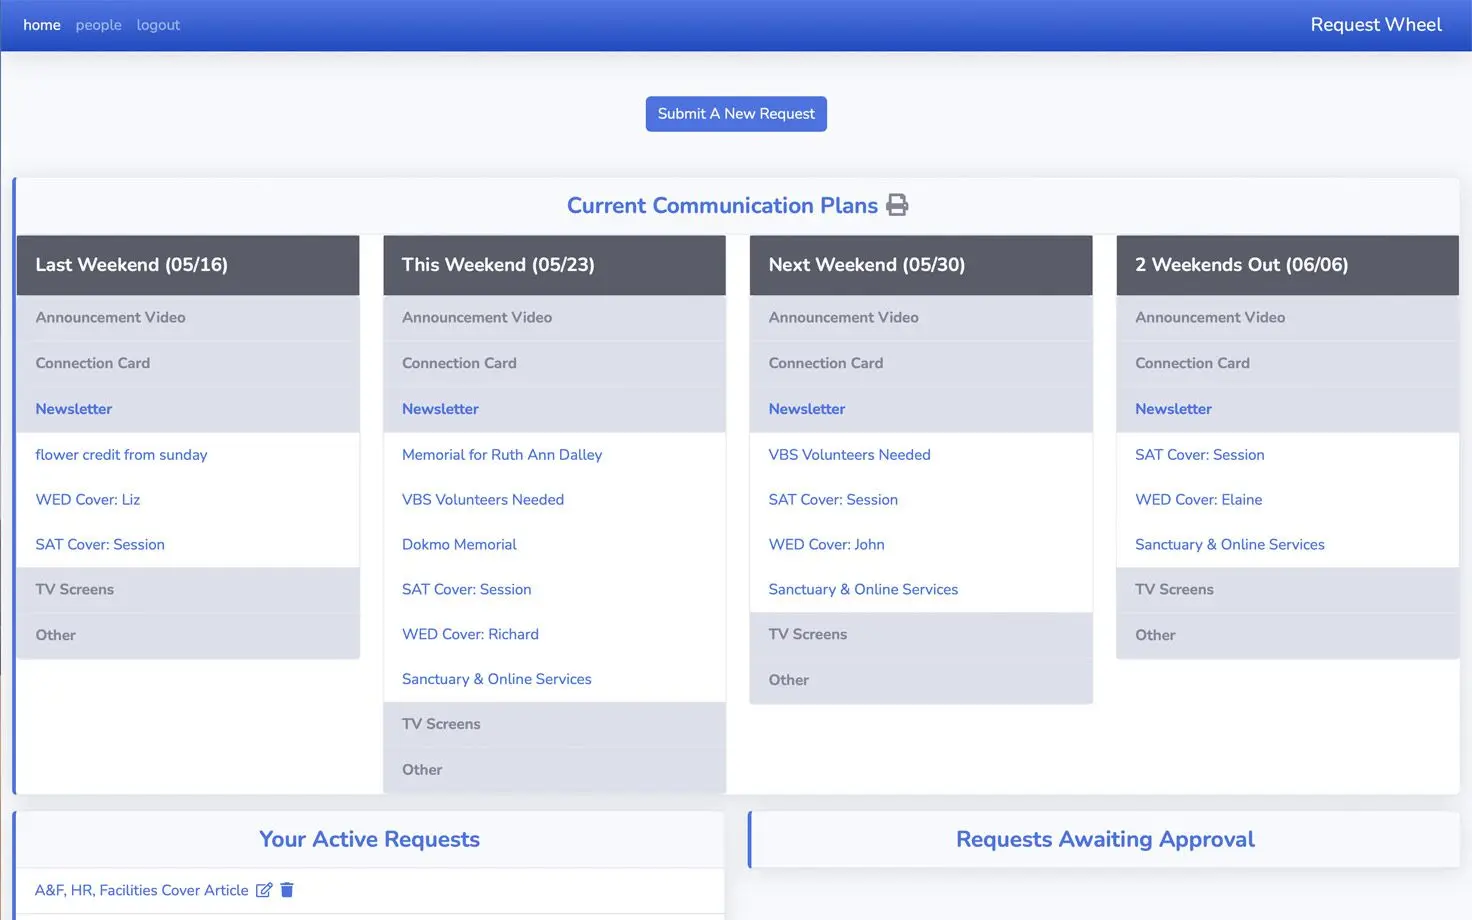 home people logout
Request Wheel
Submit A New Request
Current Communication Plans
Last Weekend (05/16)
Announcement Video
Connection Card
Newsletter
flower credit from sunday
WED Cover: Liz
SAT Cover: Session
TV Screens
Other
This Weekend (05/23)
Announcement Video
Connection Card
Newsletter
Memorial for Ruth Ann Dalley
VBS Volunteers Needed
Dokmo Memorial
SAT Cover: Session
WED Cover: Richard
Sanctuary & Online Services
TV Screens
Other
Next Weekend (05/30)
Announcement Video
Connection Card
Newsletter
VBS Volunteers Needed
SAT Cover: Session
WED Cover: John
Sanctuary & Online Services
TV Screens
Other
2 Weekends Out (06/06)
Announcement Video
Connection Card
Newsletter
SAT Cover: Session
WED Cover: Elaine
Sanctuary & Online Services
TV Screens
Other
Your Active Requests
A&F, HR, Facilities Cover Article
Requests Awaiting Approval